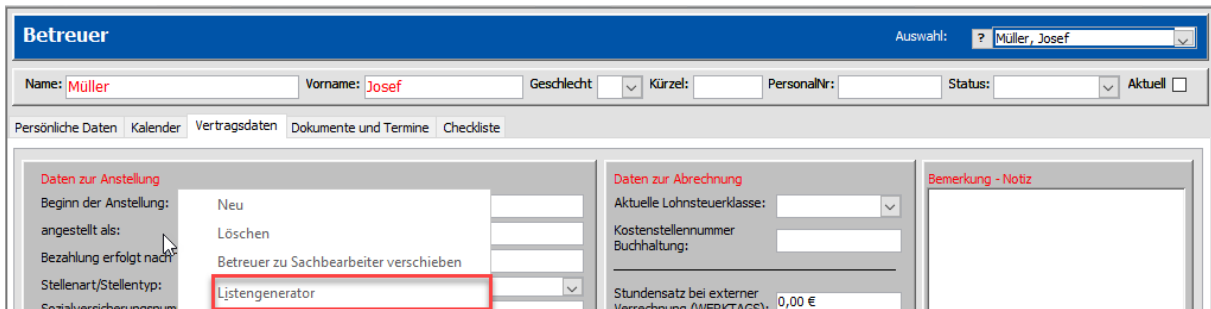 Betreuer
Auswahl: ? Müller, Josef
Name: Müller Vorname: Josef Geschlecht Kürzel: PersonalNr: Status: Aktuell
Persönliche Daten Kalender Vertragsdaten Dokumente und Termine Checkliste
Daten zur Anstellung
Beginn der Anstellung:
angestellt als:
Bezahlung erfolgt nach
Stellenart/Stellentyp:
Neu
Löschen
Betreuer zu Sachbearbeiter verschieben
Listengenerator
Daten zur Abrechnung
Aktuelle Lohnsteuerklasse:
Kostenstellennummer
Buchhaltung:
Stundensatz bei externer
Verrechnung (WERKTAGS): 0,00 €
Bemerkung - Notiz